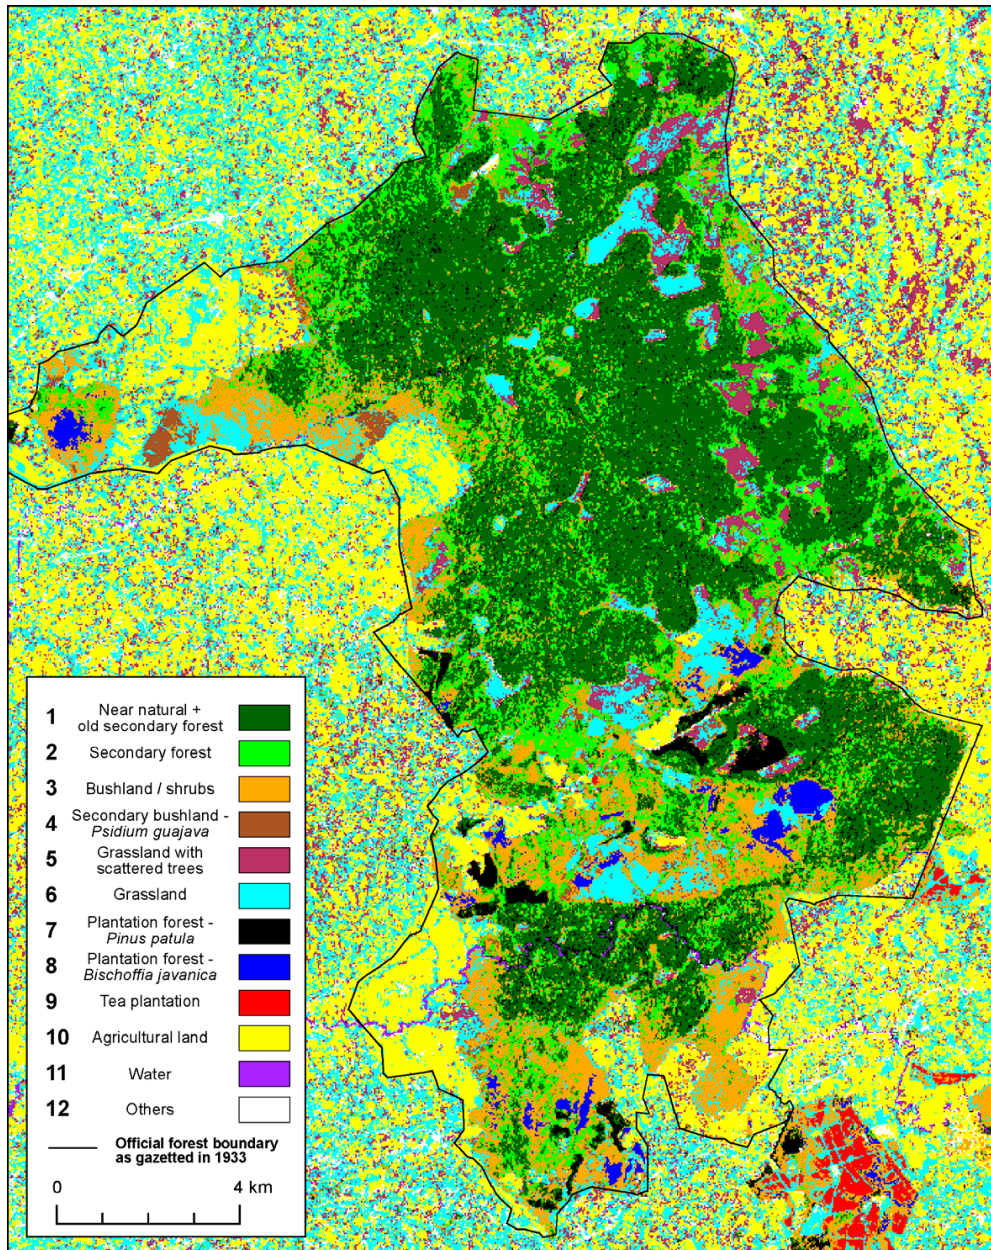 1 Near natural +
old secondary forest
2 Secondary forest
3 Bushland / shrubs
4 Secondary bushland -
Psidium guajava
5 Grassland with
scattered trees
6 Grassland
7 Plantation forest -
Pinus patula
8 Plantation forest -
Bischoffia javanica
9 Tea plantation
10 Agricultural land
11 Water
12 Others
Official forest boundary
as gazetted in 1933
0 4 km